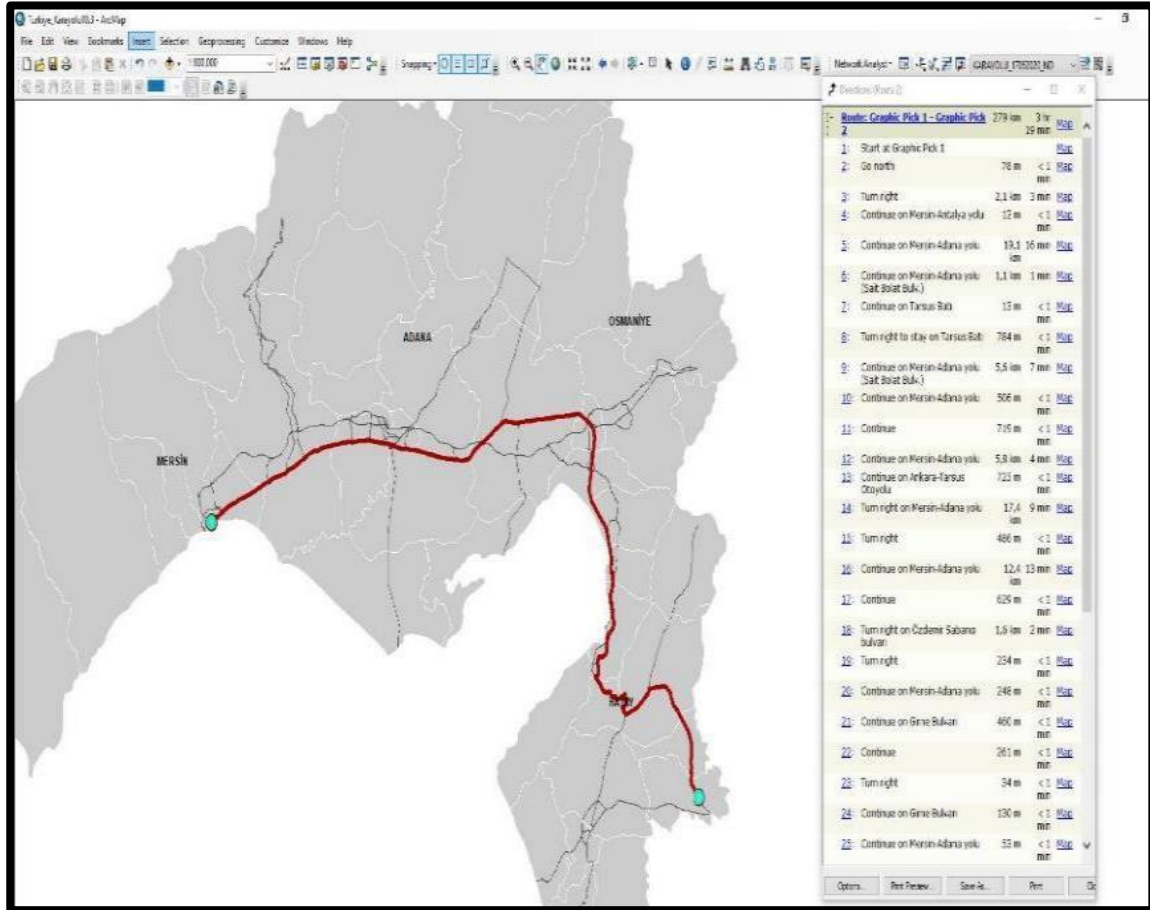 Turkiye_Karayolu10.3 - ArcMap
File Edit View Bookmarks Insert Selection Geoprocessing Customize Windows Help
Snapping
Network Analyst
Directions (Route 2)
Route: Graphic Pick 1 - Graphic Pick 2 279 km 3 hr 19 min Map
1: Start at Graphic Pick 1 Map
2: Go north 78 m < 1 min Map
3: Turn right 2,1 km 3 min Map
4: Continue on Mersin-Antalya yolu 12 m < 1 min Map
5: Continue on Mersin-Adana yolu 19,1 km 16 min Map
6: Continue on Mersin-Adana yolu (Sait Bolat Bulv.) 1,1 km 1 min Map
7: Continue on Tarsus Batı 13 m < 1 min Map
8: Turn right to stay on Tarsus Batı 784 m < 1 min Map
9: Continue on Mersin-Adana yolu (Sait Bolat Bulv.) 5,6 km 7 min Map
10: Continue on Mersin-Adana yolu 506 m < 1 min Map
11: Continue 719 m < 1 min Map
12: Continue on Mersin-Adana yolu 5,8 km 4 min Map
13: Continue on Ankara-Tarsus Otoyolu 723 m < 1 min Map
14: Turn right on Mersin-Adana yolu 17,4 km 9 min Map
15: Turn right 486 m < 1 min Map
16: Continue on Mersin-Adana yolu 12,4 km 13 min Map
17: Continue 629 m < 1 min Map
18: Turn right on Özdemir Sabancı bulvarı 1,6 km 2 min Map
19: Turn right 234 m < 1 min Map
20: Continue on Mersin-Adana yolu 248 m < 1 min Map
21: Continue on Girne Bulvarı 460 m < 1 min Map
22: Continue 261 m < 1 min Map
23: Turn right 34 m < 1 min Map
24: Continue on Girne Bulvarı 130 m < 1 min Map
25: Continue on Mersin-Adana yolu 53 m < 1 min Map
Options... Print Preview... Save As... Print
OSMANİYE
ADANA
MERSİN